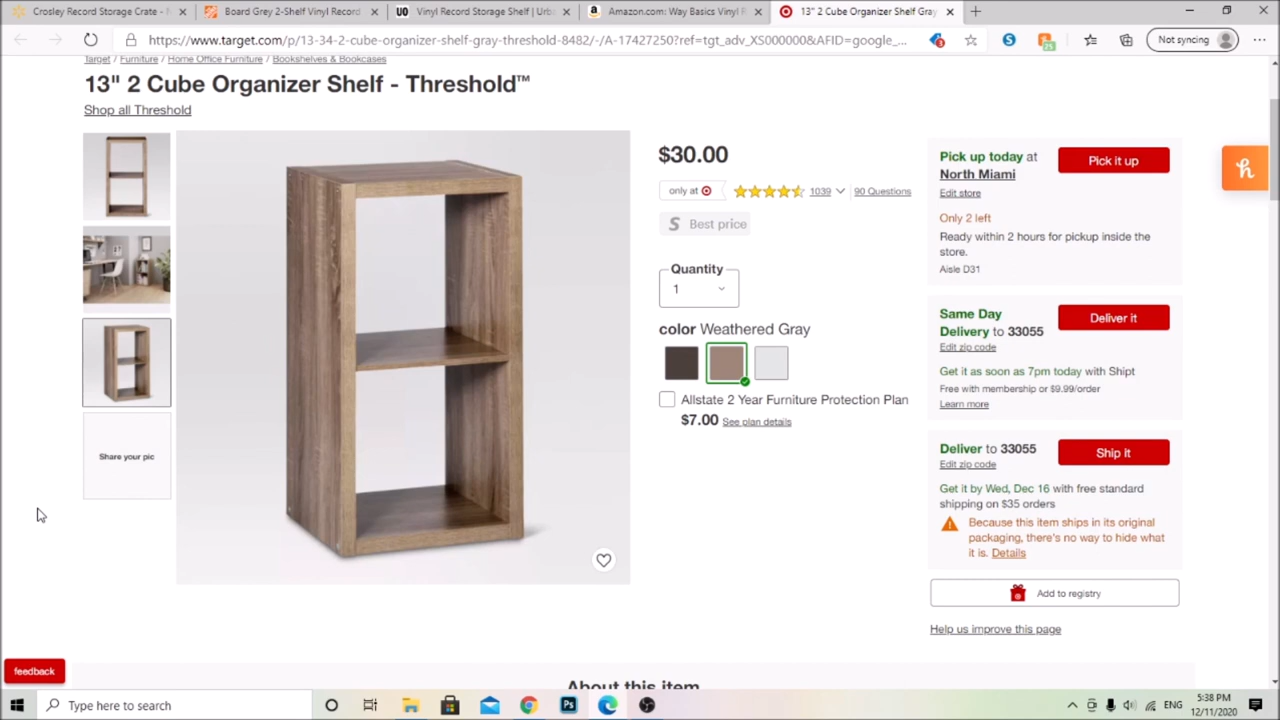 Crosley Record Storage Crate - N
Board Grey 2-Shelf Vinyl Record
UO
Vinyl Record Storage Shelf | Urb
Amazon.com: Way Basics Vinyl R
13" 2 Cube Organizer Shelf Gray
https://www.target.com/p/13-34-2-cube-organizer-shelf-gray-threshold-8482/-/A-17427250?ref=tgt_adv_XS000000&AFID=google_...
3
25
Not syncing
Target / Furniture / Home Office Furniture / Bookshelves & Bookcases
13" 2 Cube Organizer Shelf - Threshold™
Shop all Threshold
Share your pic
$30.00
only at
1039
90 Questions
S Best price
Quantity
1
color Weathered Gray
Allstate 2 Year Furniture Protection Plan
$7.00 See plan details
Pick up today at
North Miami
Edit store
Pick it up
Only 2 left
Ready within 2 hours for pickup inside the
store.
Aisle D31
Same Day
Delivery to 33055
Edit zip code
Deliver it
Get it as soon as 7pm today with Shipt
Free with membership or $9.99/order
Learn more
Deliver to 33055
Edit zip code
Ship it
Get it by Wed, Dec 16 with free standard
shipping on $35 orders
Because this item ships in its original
packaging, there's no way to hide what
it is. Details
Add to registry
Help us improve this page
feedback
About this item
Type here to search
Ps
ENG
5:38 PM
12/11/2020